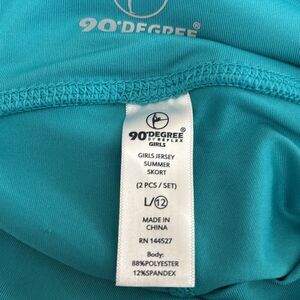 90°DEGREE
90°DEGREE
BY REFLEX
GIRLS
GIRLS JERSEY
SUMMER
SKORT
(2 PCS / SET)
L/⑫
MADE IN
CHINA
RN 144527
Body:
88%POLYESTER
12%SPANDEX